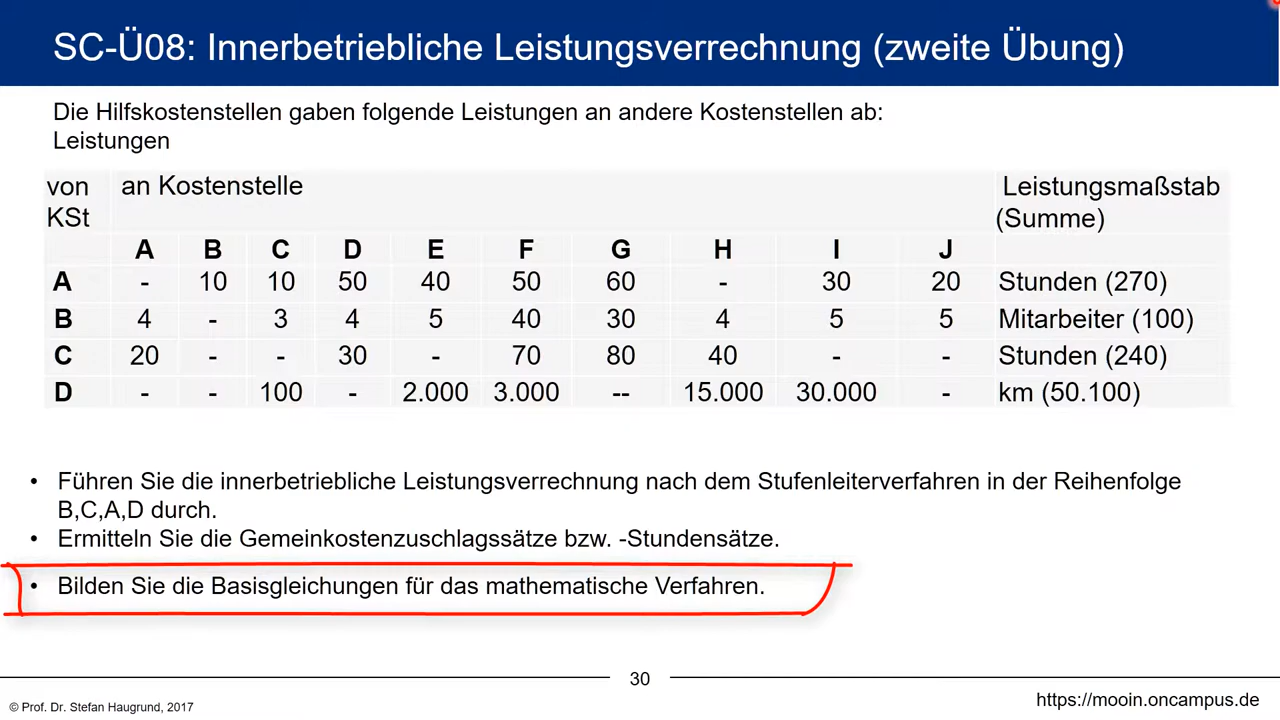 SC-Ü08: Innerbetriebliche Leistungsverrechnung (zweite Übung)
Die Hilfskostenstellen gaben folgende Leistungen an andere Kostenstellen ab:
Leistungen
von KSt an Kostenstelle Leistungsmaßstab (Summe)
A B C D E F G H I J
A - 10 10 50 40 50 60 - 30 20 Stunden (270)
B 4 - 3 4 5 40 30 4 5 5 Mitarbeiter (100)
C 20 - - 30 - 70 80 40 - - Stunden (240)
D - - 100 - 2.000 3.000 -- 15.000 30.000 - km (50.100)
• Führen Sie die innerbetriebliche Leistungsverrechnung nach dem Stufenleiterverfahren in der Reihenfolge
B,C,A,D durch.
• Ermitteln Sie die Gemeinkostenzuschlagssätze bzw. -Stundensätze.
• Bilden Sie die Basisgleichungen für das mathematische Verfahren.
30
© Prof. Dr. Stefan Haugrund, 2017
https://mooin.oncampus.de